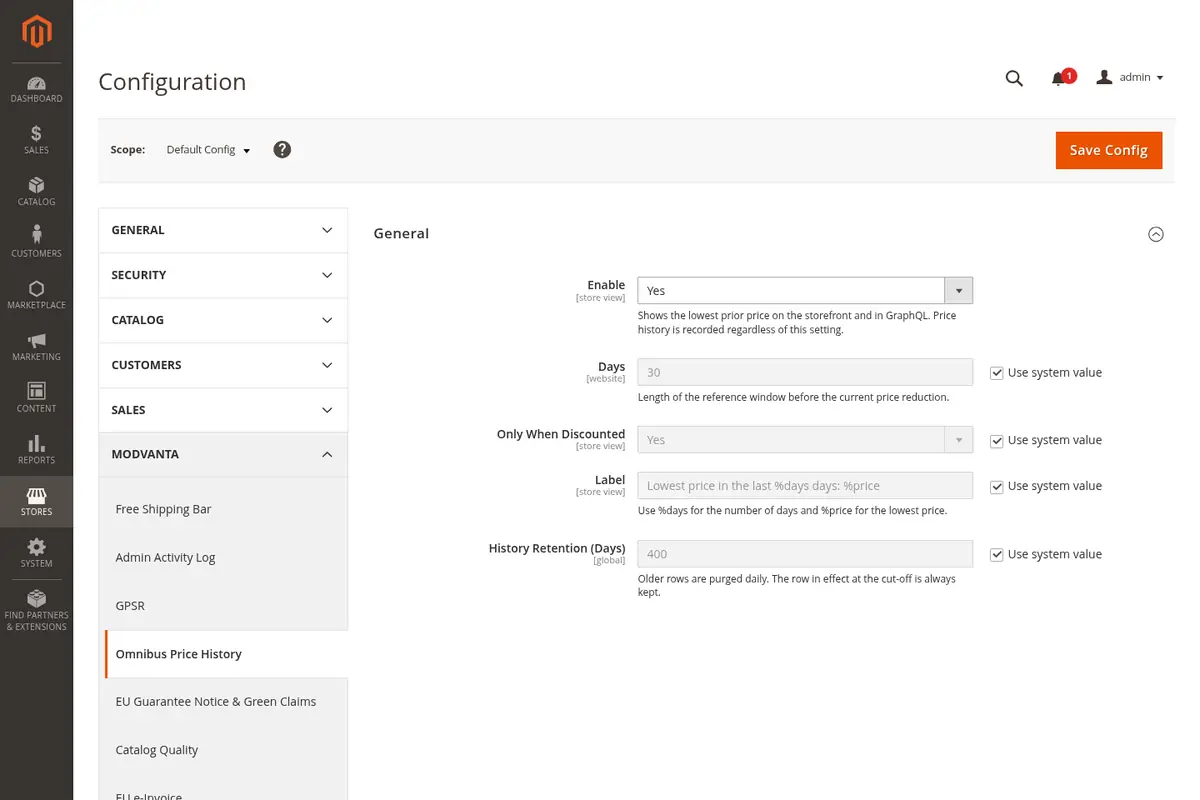 DASHBOARD
SALES
CATALOG
CUSTOMERS
MARKETPLACE
MARKETING
CONTENT
REPORTS
STORES
SYSTEM
FIND PARTNERS
& EXTENSIONS
Configuration
1
admin
Scope:
Default Config
?
Save Config
GENERAL
SECURITY
CATALOG
CUSTOMERS
SALES
MODVANTA
Free Shipping Bar
Admin Activity Log
GPSR
Omnibus Price History
EU Guarantee Notice & Green Claims
Catalog Quality
EU e-Invoice
General
Enable
[store view]
Yes
Shows the lowest prior price on the storefront and in GraphQL. Price
history is recorded regardless of this setting.
Days
[website]
30
Use system value
Length of the reference window before the current price reduction.
Only When Discounted
[store view]
Yes
Use system value
Label
[store view]
Lowest price in the last %days days: %price
Use system value
Use %days for the number of days and %price for the lowest price.
History Retention (Days)
[global]
400
Use system value
Older rows are purged daily. The row in effect at the cut-off is always
kept.